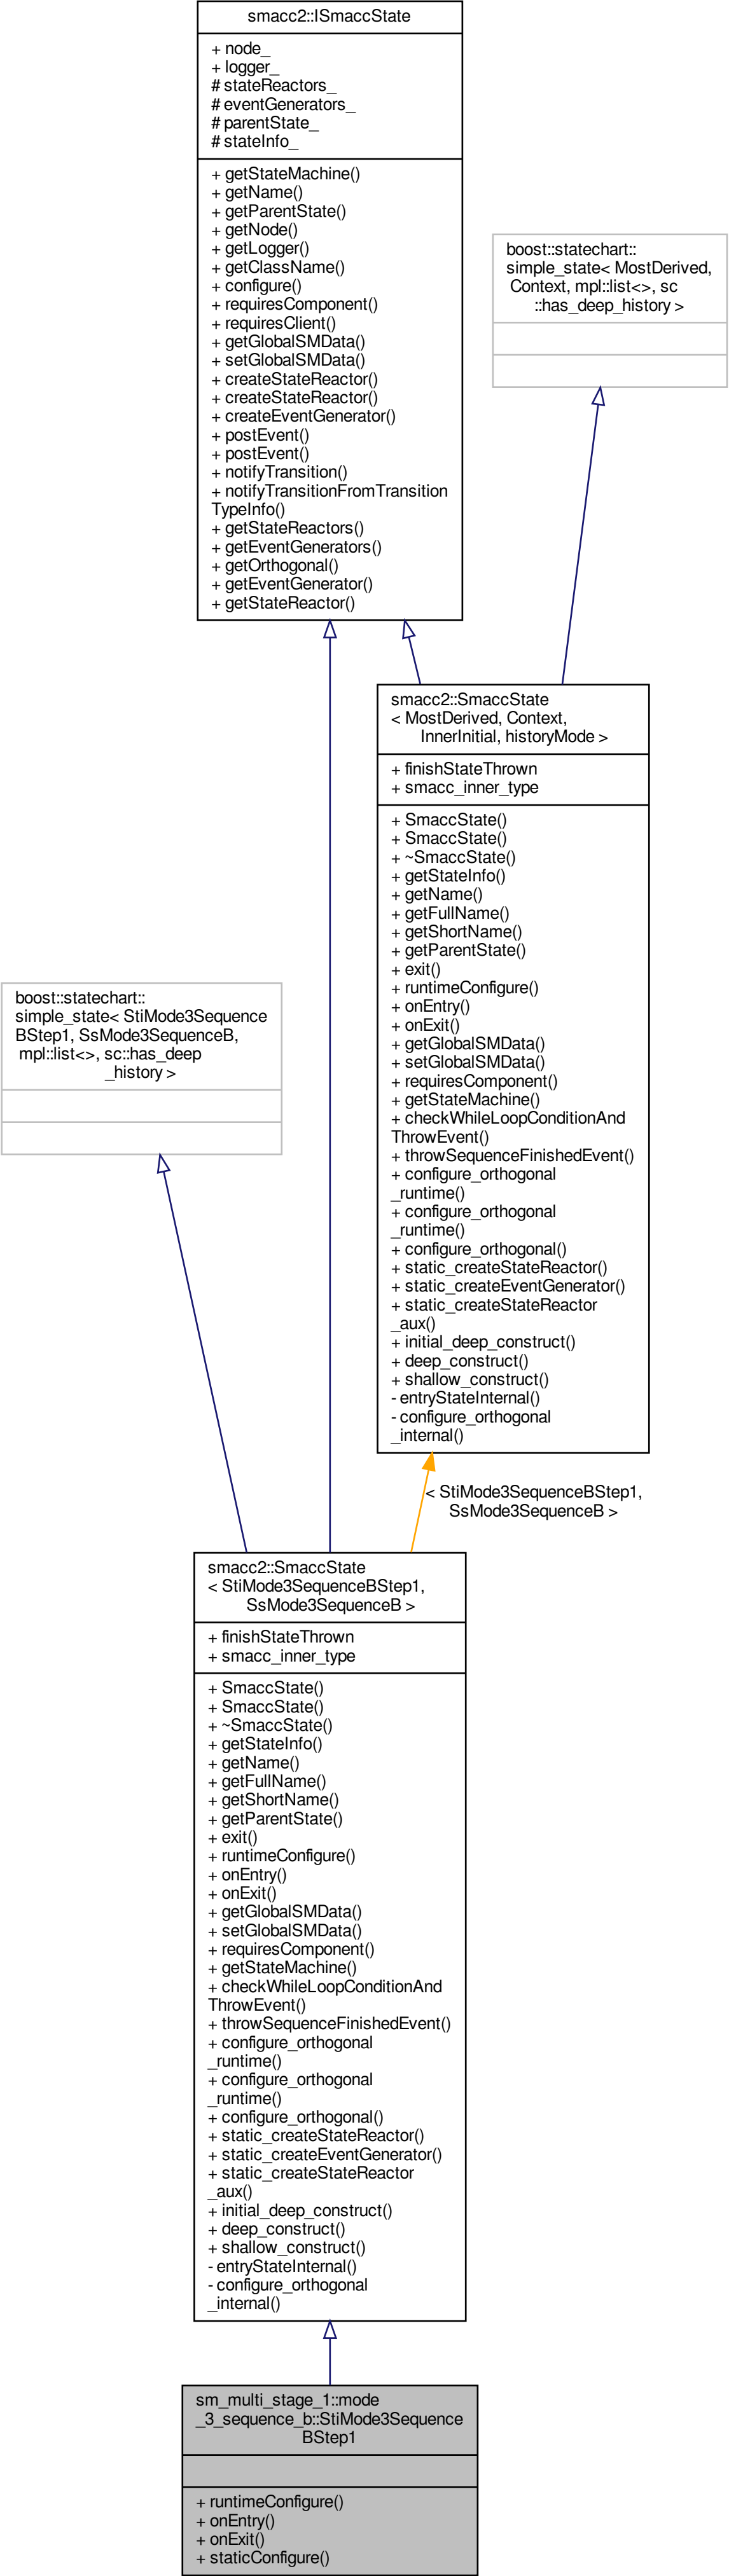 smacc2::ISmaccState
+ node_
+ logger_
# stateReactors_
# eventGenerators_
# parentState_
# stateInfo_
+ getStateMachine()
+ getName()
+ getParentState()
+ getNode()
+ getLogger()
+ getClassName()
+ configure()
+ requiresComponent()
+ requiresClient()
+ getGlobalSMData()
+ setGlobalSMData()
+ createStateReactor()
+ createStateReactor()
+ createEventGenerator()
+ postEvent()
+ postEvent()
+ notifyTransition()
+ notifyTransitionFromTransition
TypeInfo()
+ getStateReactors()
+ getEventGenerators()
+ getOrthogonal()
+ getEventGenerator()
+ getStateReactor()
boost::statechart::
simple_state< MostDerived,
Context, mpl::list<>, sc
::has_deep_history >
smacc2::SmaccState
< MostDerived, Context,
InnerInitial, historyMode >
+ finishStateThrown
+ smacc_inner_type
+ SmaccState()
+ SmaccState()
+ ~SmaccState()
+ getStateInfo()
+ getName()
+ getFullName()
+ getShortName()
+ getParentState()
+ exit()
+ runtimeConfigure()
+ onEntry()
+ onExit()
+ getGlobalSMData()
+ setGlobalSMData()
+ requiresComponent()
+ getStateMachine()
+ checkWhileLoopConditionAnd
ThrowEvent()
+ throwSequenceFinishedEvent()
+ configure_orthogonal
_runtime()
+ configure_orthogonal
_runtime()
+ configure_orthogonal()
+ static_createStateReactor()
+ static_createEventGenerator()
+ static_createStateReactor
_aux()
+ initial_deep_construct()
+ deep_construct()
+ shallow_construct()
- entryStateInternal()
- configure_orthogonal
_internal()
boost::statechart::
simple_state< StiMode3Sequence
BStep1, SsMode3SequenceB,
mpl::list<>, sc::has_deep
_history >
< StiMode3SequenceBStep1,
SsMode3SequenceB >
smacc2::SmaccState
< StiMode3SequenceBStep1,
SsMode3SequenceB >
+ finishStateThrown
+ smacc_inner_type
+ SmaccState()
+ SmaccState()
+ ~SmaccState()
+ getStateInfo()
+ getName()
+ getFullName()
+ getShortName()
+ getParentState()
+ exit()
+ runtimeConfigure()
+ onEntry()
+ onExit()
+ getGlobalSMData()
+ setGlobalSMData()
+ requiresComponent()
+ getStateMachine()
+ checkWhileLoopConditionAnd
ThrowEvent()
+ throwSequenceFinishedEvent()
+ configure_orthogonal
_runtime()
+ configure_orthogonal
_runtime()
+ configure_orthogonal()
+ static_createStateReactor()
+ static_createEventGenerator()
+ static_createStateReactor
_aux()
+ initial_deep_construct()
+ deep_construct()
+ shallow_construct()
- entryStateInternal()
- configure_orthogonal
_internal()
sm_multi_stage_1::mode
_3_sequence_b::StiMode3Sequence
BStep1
+ runtimeConfigure()
+ onEntry()
+ onExit()
+ staticConfigure()